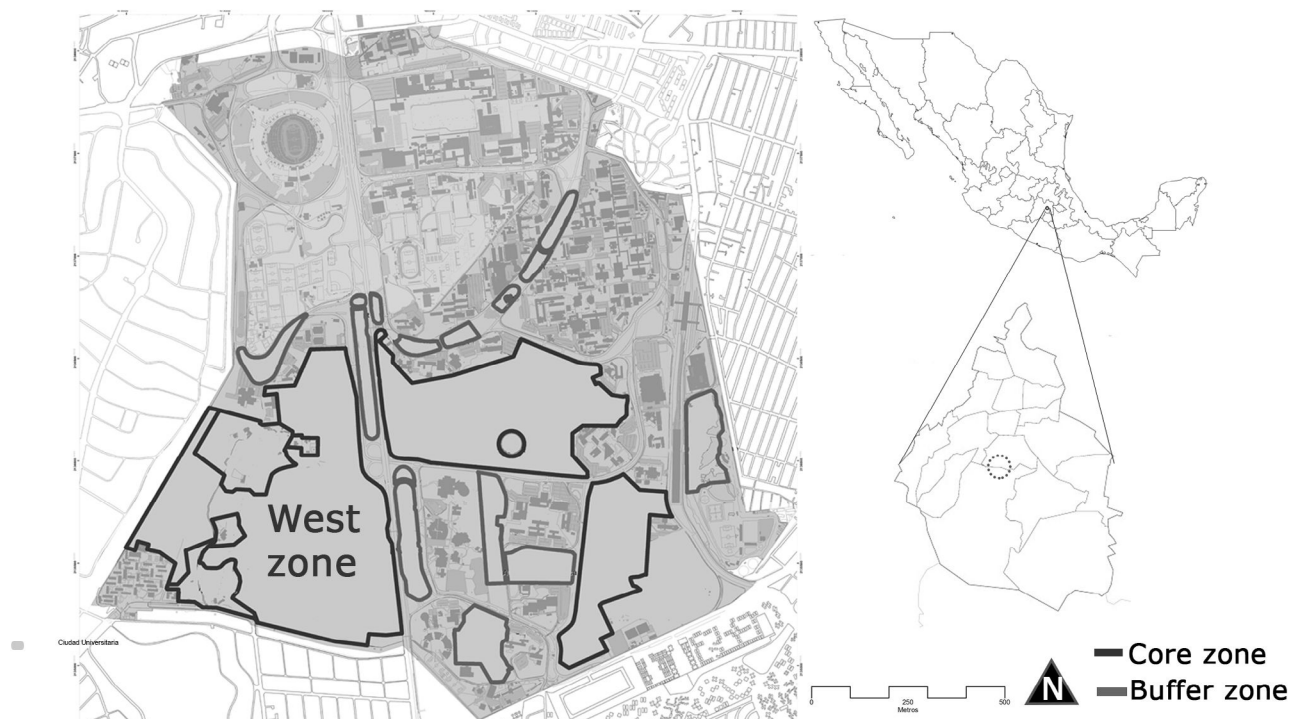 West
zone
Ciudad Universitaria
Core zone
N
Buffer zone
0
250
500
Metros